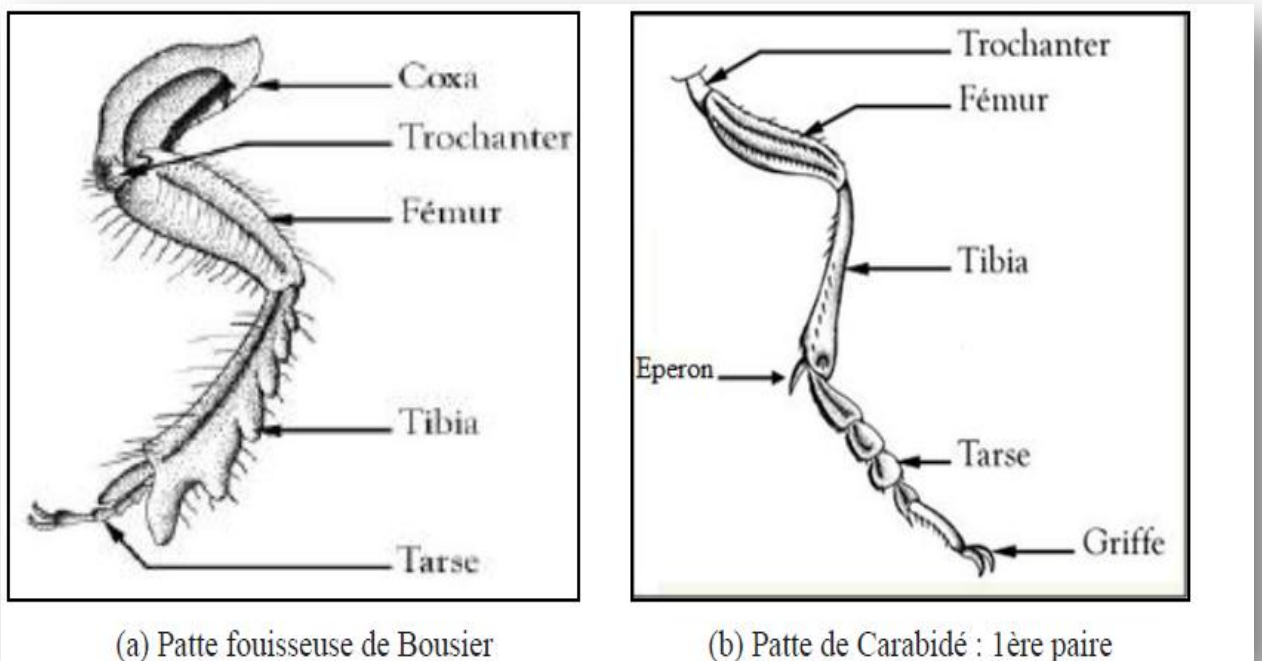 Coxa
Trochanter
Fémur
Tibia
Tarse
(a) Patte fouisseuse de Bousier
Trochanter
Fémur
Tibia
Eperon
Tarse
Griffe
(b) Patte de Carabidé : 1ère paire